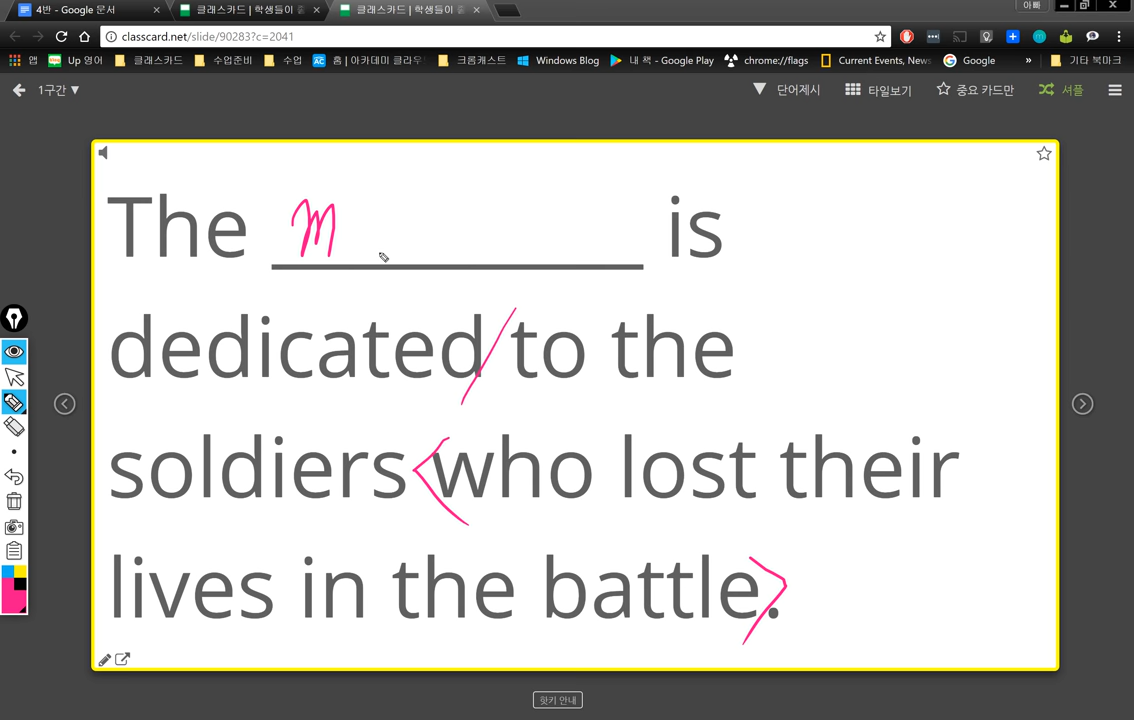 4반 - Google 문서
클래스카드 | 학생들이 클
클래스카드 | 학생들이 클
아빠
classcard.net/slide/90283?c=2041
앱 Up 영어 클래스카드 수업준비 수업 홈 | 아카데미 클라우 크롬캐스트 Windows Blog 내 책 - Google Play chrome://flags Current Events, News Google » 기타 북마크
1구간 ▼ ▼ 단어제시 타일보기 중요 카드만 셔플
The m is
dedicated / to the
soldiers < who lost their
lives in the battle. >
핫키 안내